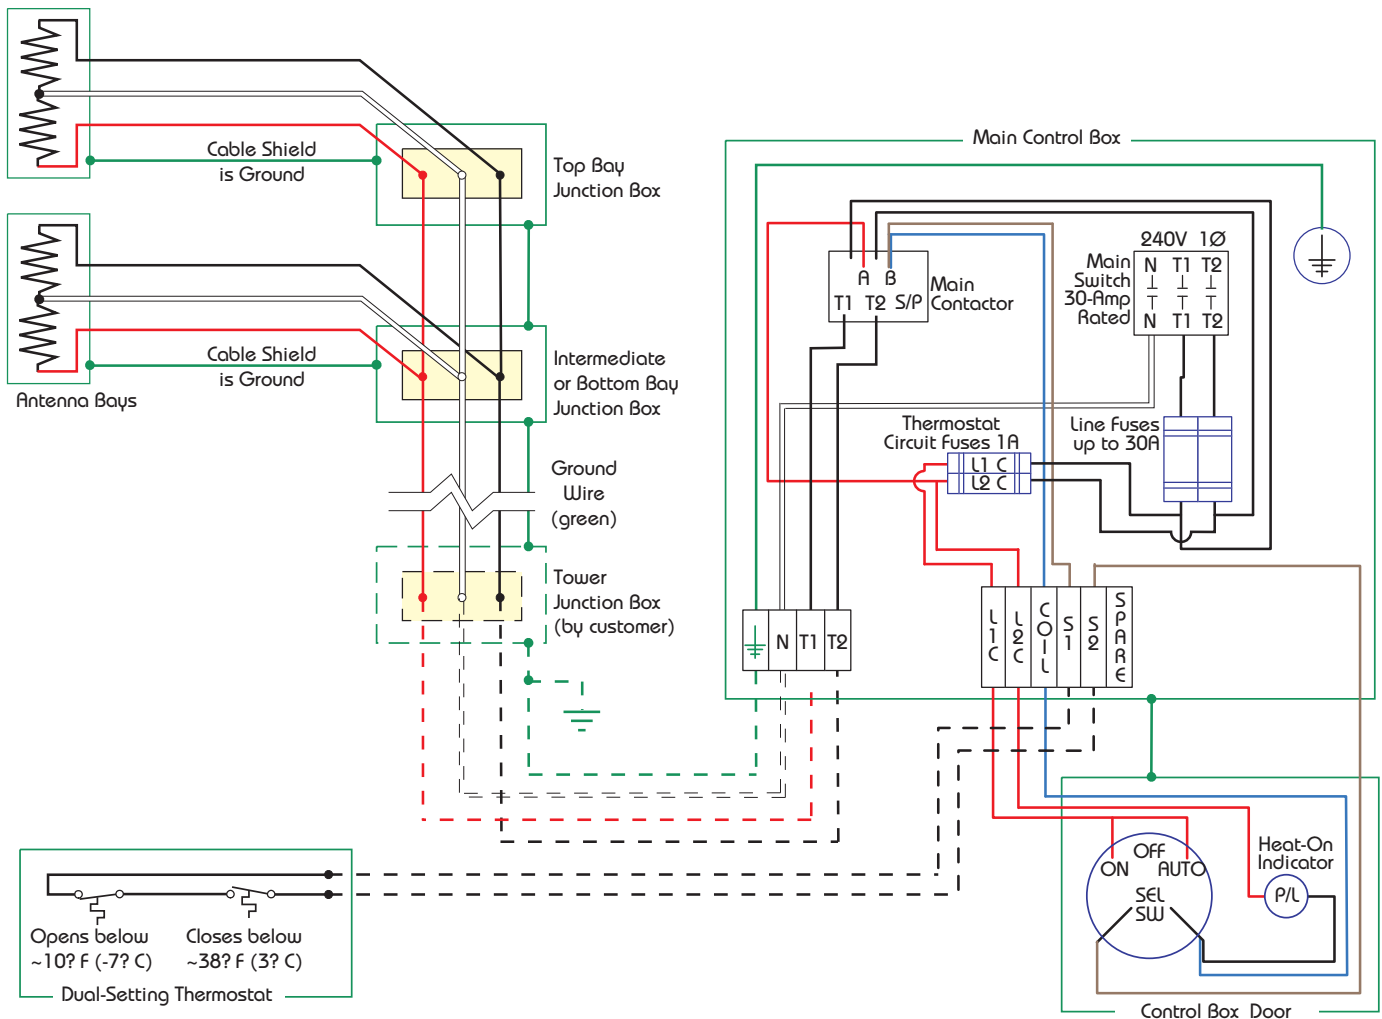 Main Control Box
Cable Shield
is Ground
Top Bay
Junction Box
240V 1Ø
Main
Switch
30-Amp
Rated
N T1 T2
N T1 T2
A B
T1 T2 S/P
Main
Contactor
Cable Shield
is Ground
Intermediate
or Bottom Bay
Junction Box
Antenna Bays
Thermostat
Circuit Fuses 1A
L1 C
L2 C
Line Fuses
up to 30A
Ground
Wire
(green)
Tower
Junction Box
(by customer)
N T1 T2
L1C
L2C
COIL
S1
S2
SPARE
OFF
ON AUTO
SEL
SW
Heat-On
Indicator
P/L
Opens below
~10? F (-7? C)
Closes below
~38? F (3? C)
Dual-Setting Thermostat
Control Box Door